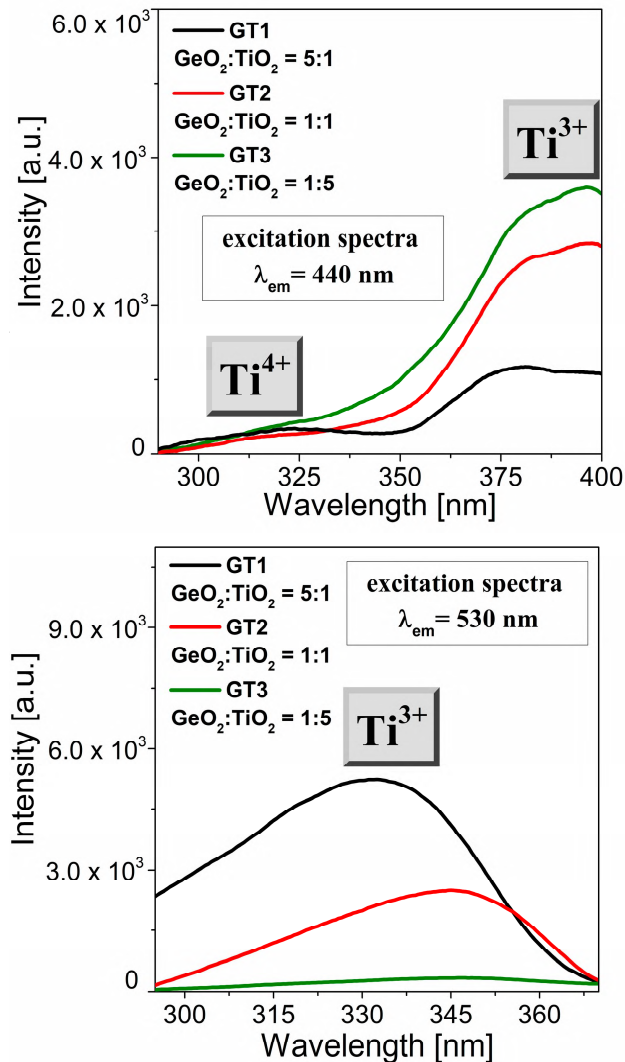 6.0 x 10³
GT1
GeO₂:TiO₂ = 5:1
GT2
GeO₂:TiO₂ = 1:1
GT3
GeO₂:TiO₂ = 1:5
Ti³⁺
4.0 x 10³
excitation spectra
λem= 440 nm
2.0 x 10³
Ti⁴⁺
0
Intensity [a.u.]
300 325 350 375 400
Wavelength [nm]
GT1
GeO₂:TiO₂ = 5:1
GT2
GeO₂:TiO₂ = 1:1
GT3
GeO₂:TiO₂ = 1:5
excitation spectra
λem= 530 nm
9.0 x 10³
Ti³⁺
6.0 x 10³
3.0 x 10³
0
Intensity [a.u.]
300 315 330 345 360
Wavelength [nm]